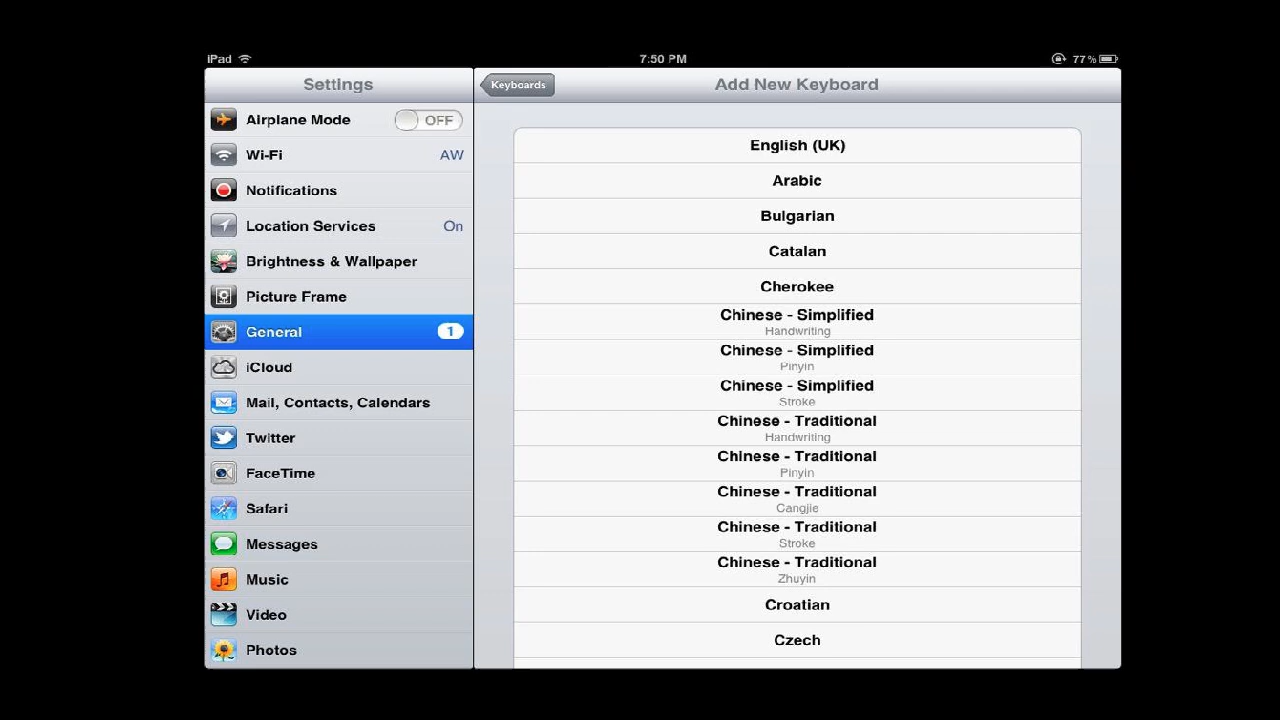 iPad
7:50 PM
77%
Settings
Keyboards
Add New Keyboard
Airplane Mode
OFF
Wi-Fi
AW
Notifications
Location Services
On
Brightness & Wallpaper
Picture Frame
General
1
iCloud
Mail, Contacts, Calendars
Twitter
FaceTime
Safari
Messages
Music
Video
Photos
English (UK)
Arabic
Bulgarian
Catalan
Cherokee
Chinese - Simplified
Handwriting
Chinese - Simplified
Pinyin
Chinese - Simplified
Stroke
Chinese - Traditional
Handwriting
Chinese - Traditional
Pinyin
Chinese - Traditional
Cangjie
Chinese - Traditional
Stroke
Chinese - Traditional
Zhuyin
Croatian
Czech